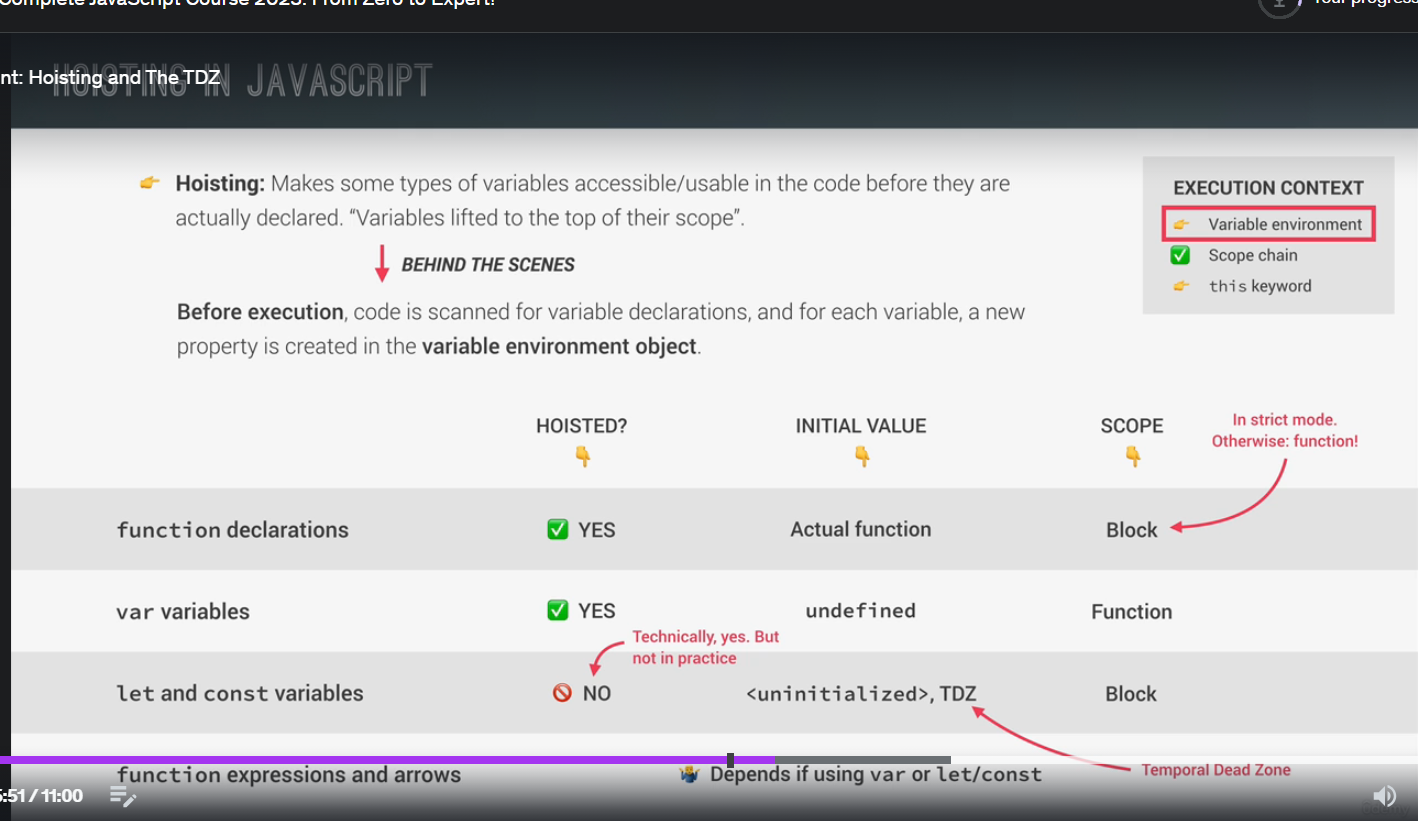 Complete JavaScript Course 2025: From Zero to Expert!
Your progress
nt: Hoisting and The TDZ
HOISTING IN JAVASCRIPT
Hoisting: Makes some types of variables accessible/usable in the code before they are
actually declared. “Variables lifted to the top of their scope”.
BEHIND THE SCENES
Before execution, code is scanned for variable declarations, and for each variable, a new
property is created in the variable environment object.
EXECUTION CONTEXT
Variable environment
Scope chain
this keyword
HOISTED?
INITIAL VALUE
SCOPE
In strict mode.
Otherwise: function!
function declarations
YES
Actual function
Block
var variables
YES
undefined
Function
Technically, yes. But
not in practice
let and const variables
NO
<uninitialized>, TDZ
Block
function expressions and arrows
Depends if using var or let/const
Temporal Dead Zone
5:51 / 11:00